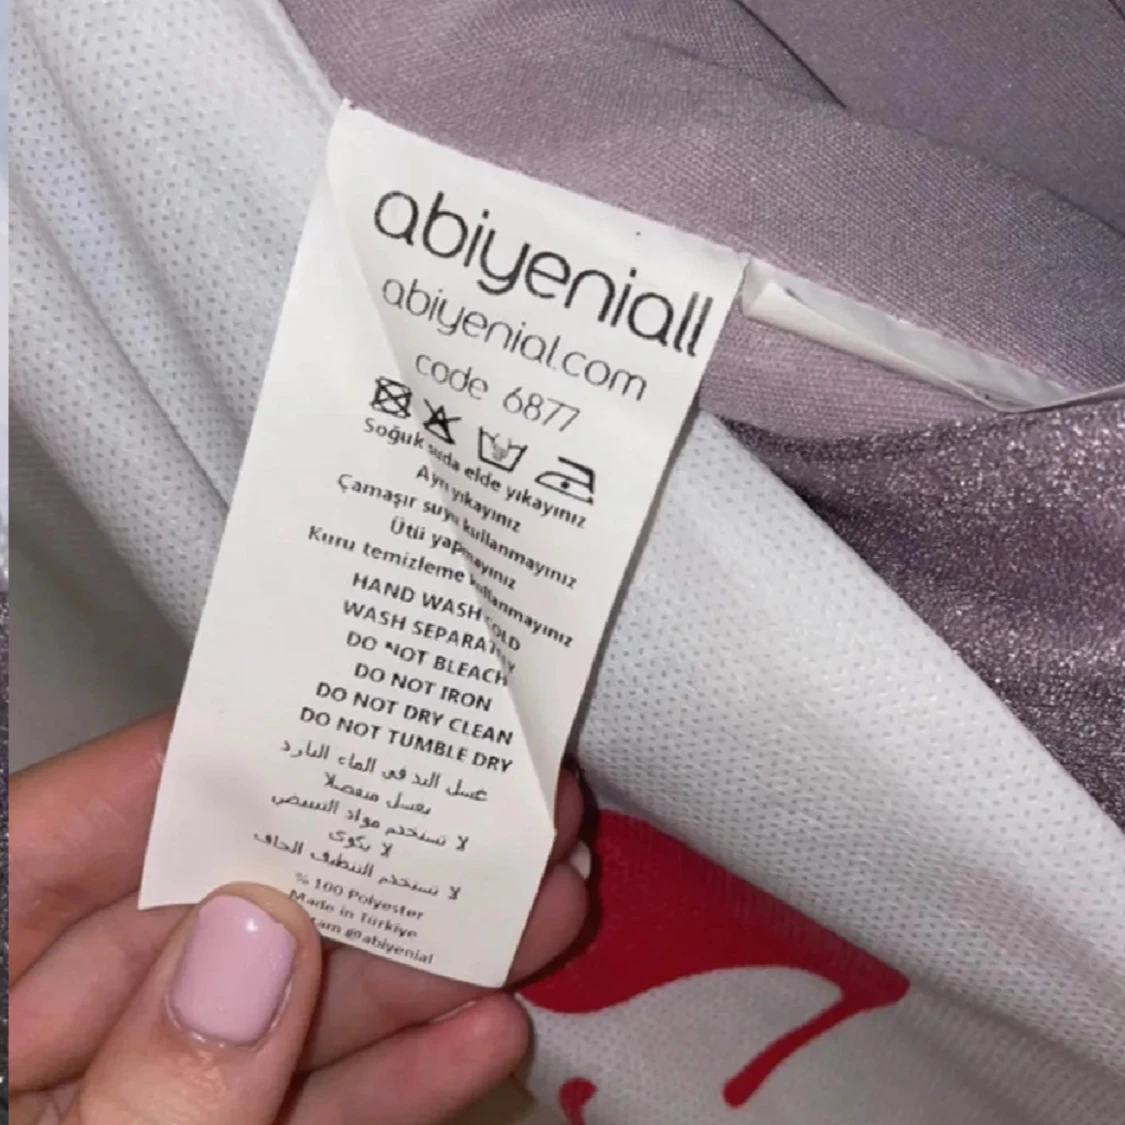 abiyeniall
abiyenial.com
code 6877
Soğuk suda elde yıkayınız
Ayrı yıkayınız
Çamaşır suyu kullanmayınız
Ütü yapmayınız
Kuru temizleme kullanmayınız
HAND WASH COLD
WASH SEPARATLY
DO NOT BLEACH
DO NOT IRON
DO NOT DRY CLEAN
DO NOT TUMBLE DRY
غسل اليد في الماء البارد
يغسل منفصلا
لا تستخدم مواد التبييض
لا يكوى
لا تستخدم التنظيف الجاف
% 100 Polyester
Made in Türkiye
@abiyenial